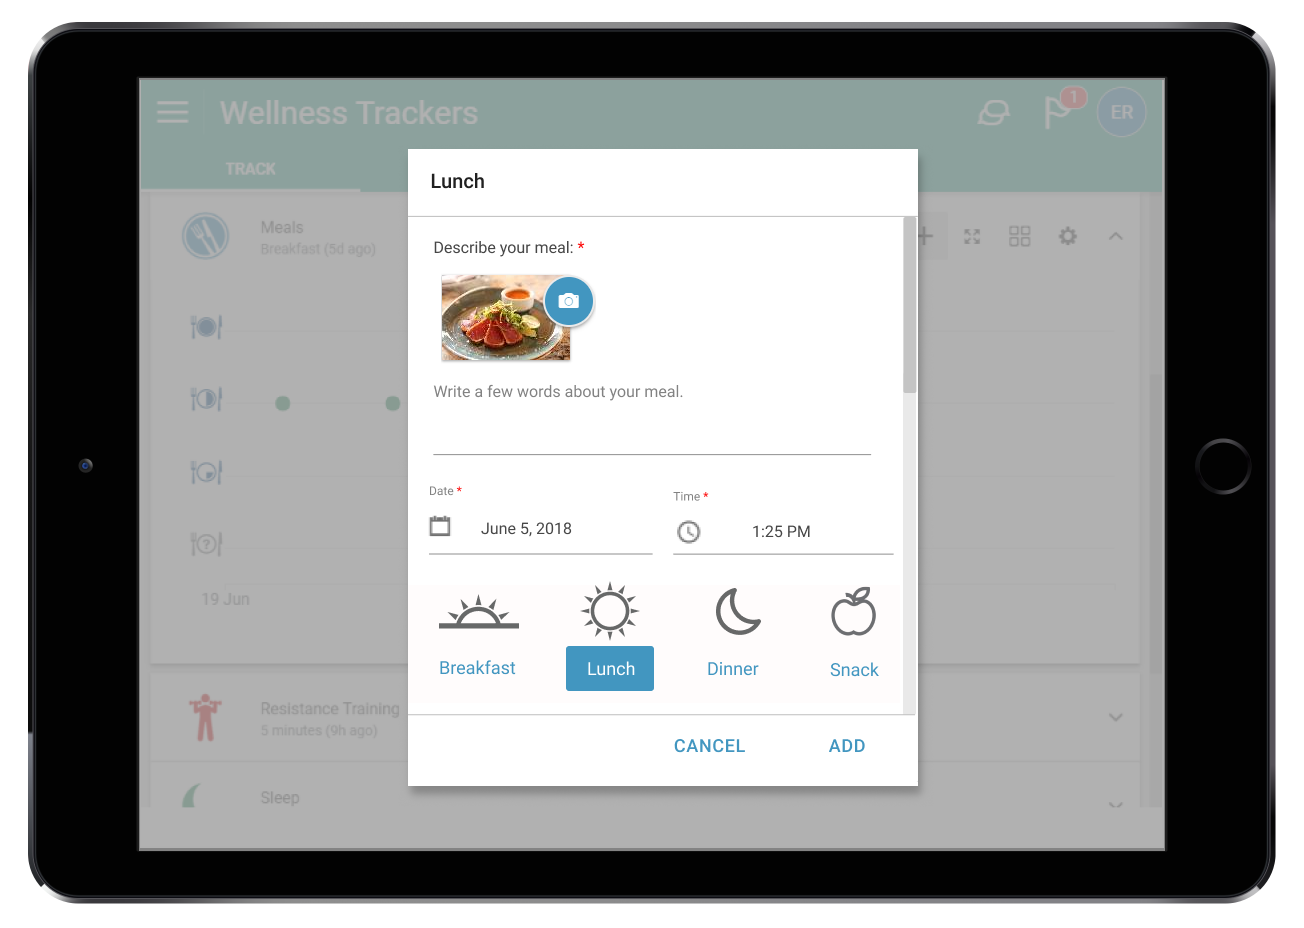 Wellness Trackers
1
ER
TRACK
Lunch
Meals
Breakfast (5d ago)
Describe your meal: *
Write a few words about your meal.
Date *
Time *
June 5, 2018
1:25 PM
?
19 Jun
Breakfast
Lunch
Dinner
Snack
Resistance Training
5 minutes (9h ago)
CANCEL
ADD
Sleep